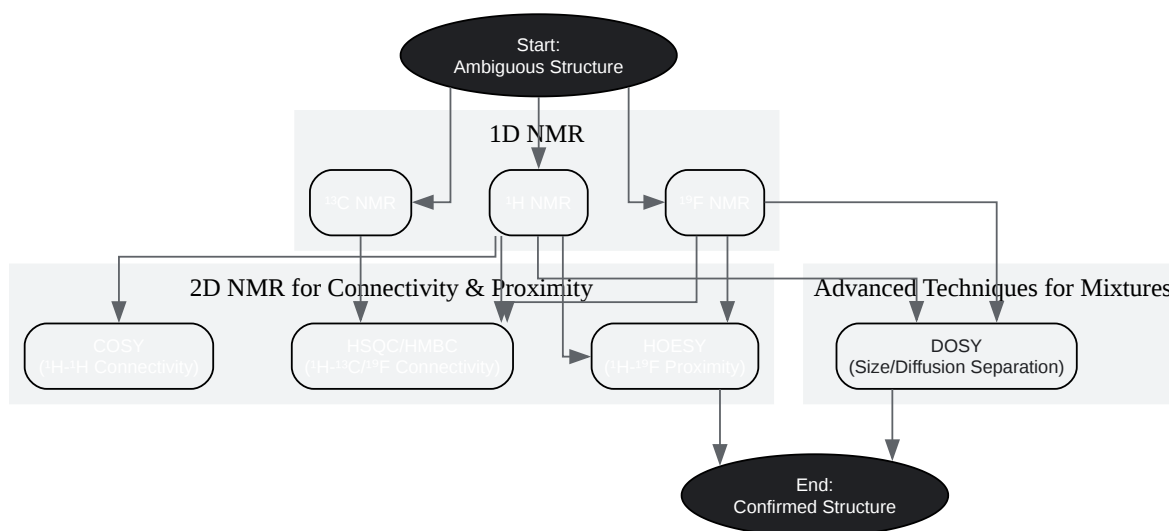 Start:
Ambiguous Structure
1D NMR
¹³C NMR
¹H NMR
¹⁹F NMR
2D NMR for Connectivity & Proximity
Advanced Techniques for Mixtures
COSY
(¹H-¹H Connectivity)
HSQC/HMBC
(¹H-¹³C/¹⁹F Connectivity)
HOESY
(¹H-¹⁹F Proximity)
DOSY
(Size/Diffusion Separation)
End:
Confirmed Structure